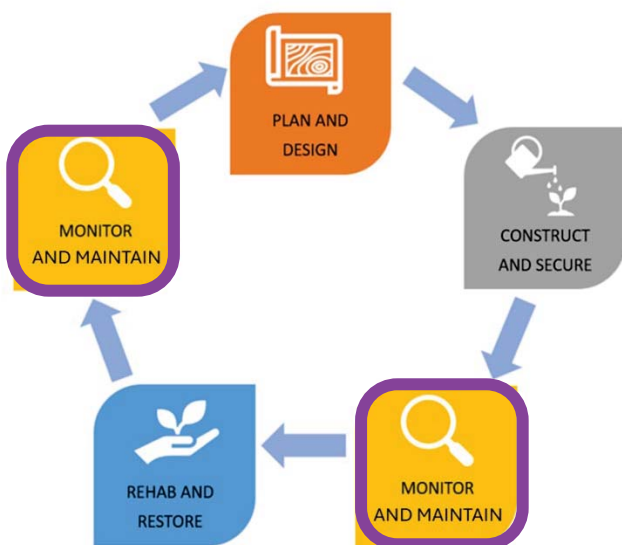 PLAN AND
DESIGN
CONSTRUCT
AND SECURE
MONITOR
AND MAINTAIN
REHAB AND
RESTORE
MONITOR
AND MAINTAIN